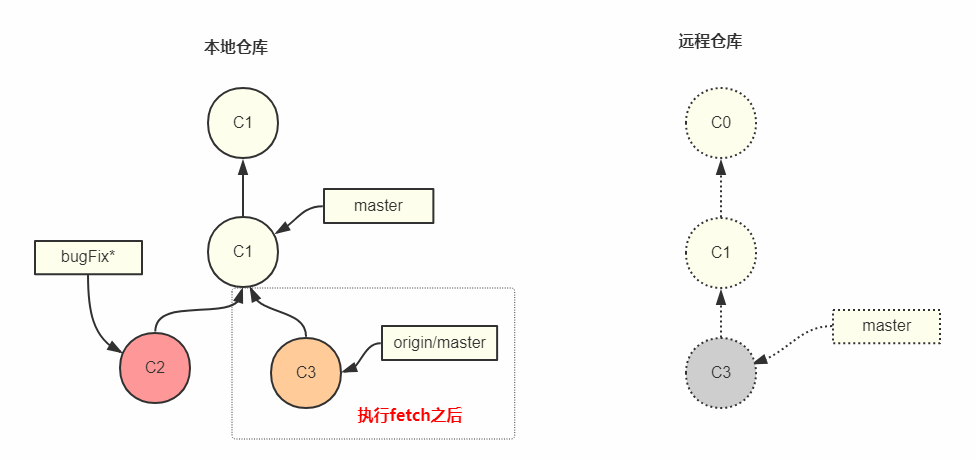 本地仓库
远程仓库
C1
C0
master
C1
C1
bugFix*
master
origin/master
C2
C3
C3
执行fetch之后